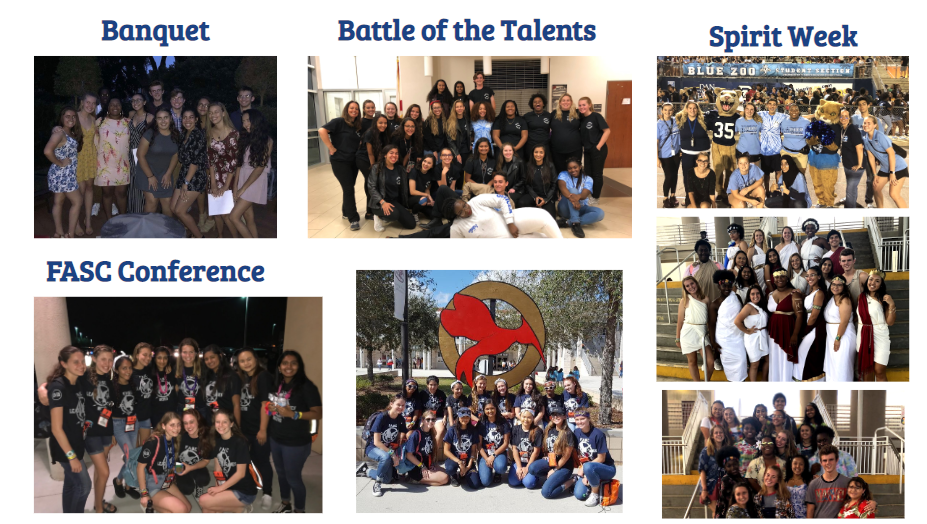 Banquet
Battle of the Talents
Spirit Week
BLUE ZOO STUDENT SECTION
35
FASC Conference